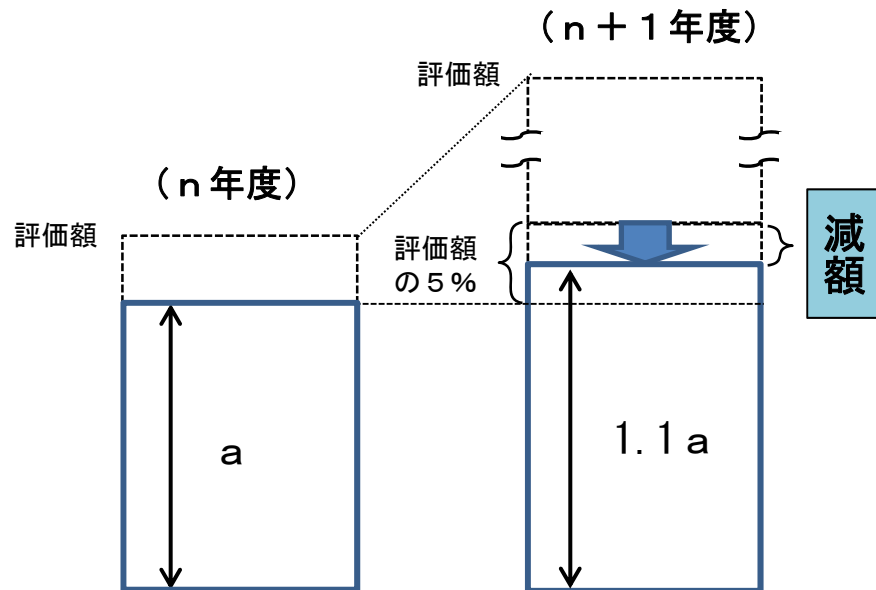 （ｎ＋１年度）
評価額
（ｎ年度）
評価額
評価額
の５％
減
額
ａ
１.１ａ